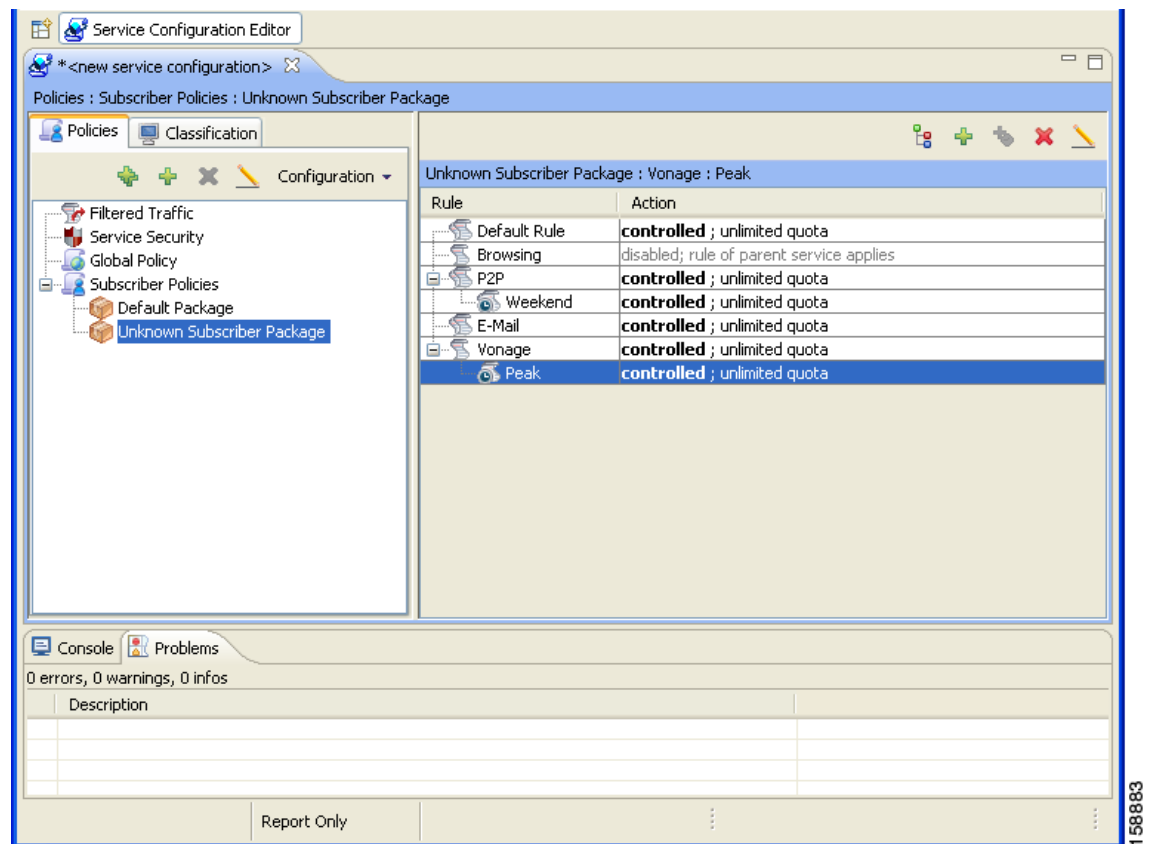 Service Configuration Editor
*<new service configuration>
Policies : Subscriber Policies : Unknown Subscriber Package
Policies
Classification
Configuration
Filtered Traffic
Service Security
Global Policy
Subscriber Policies
Default Package
Unknown Subscriber Package
Unknown Subscriber Package : Vonage : Peak
Rule Action
Default Rule controlled ; unlimited quota
Browsing disabled; rule of parent service applies
P2P controlled ; unlimited quota
Weekend controlled ; unlimited quota
E-Mail controlled ; unlimited quota
Vonage controlled ; unlimited quota
Peak controlled ; unlimited quota
Console Problems
0 errors, 0 warnings, 0 infos
Description
Report Only
158883